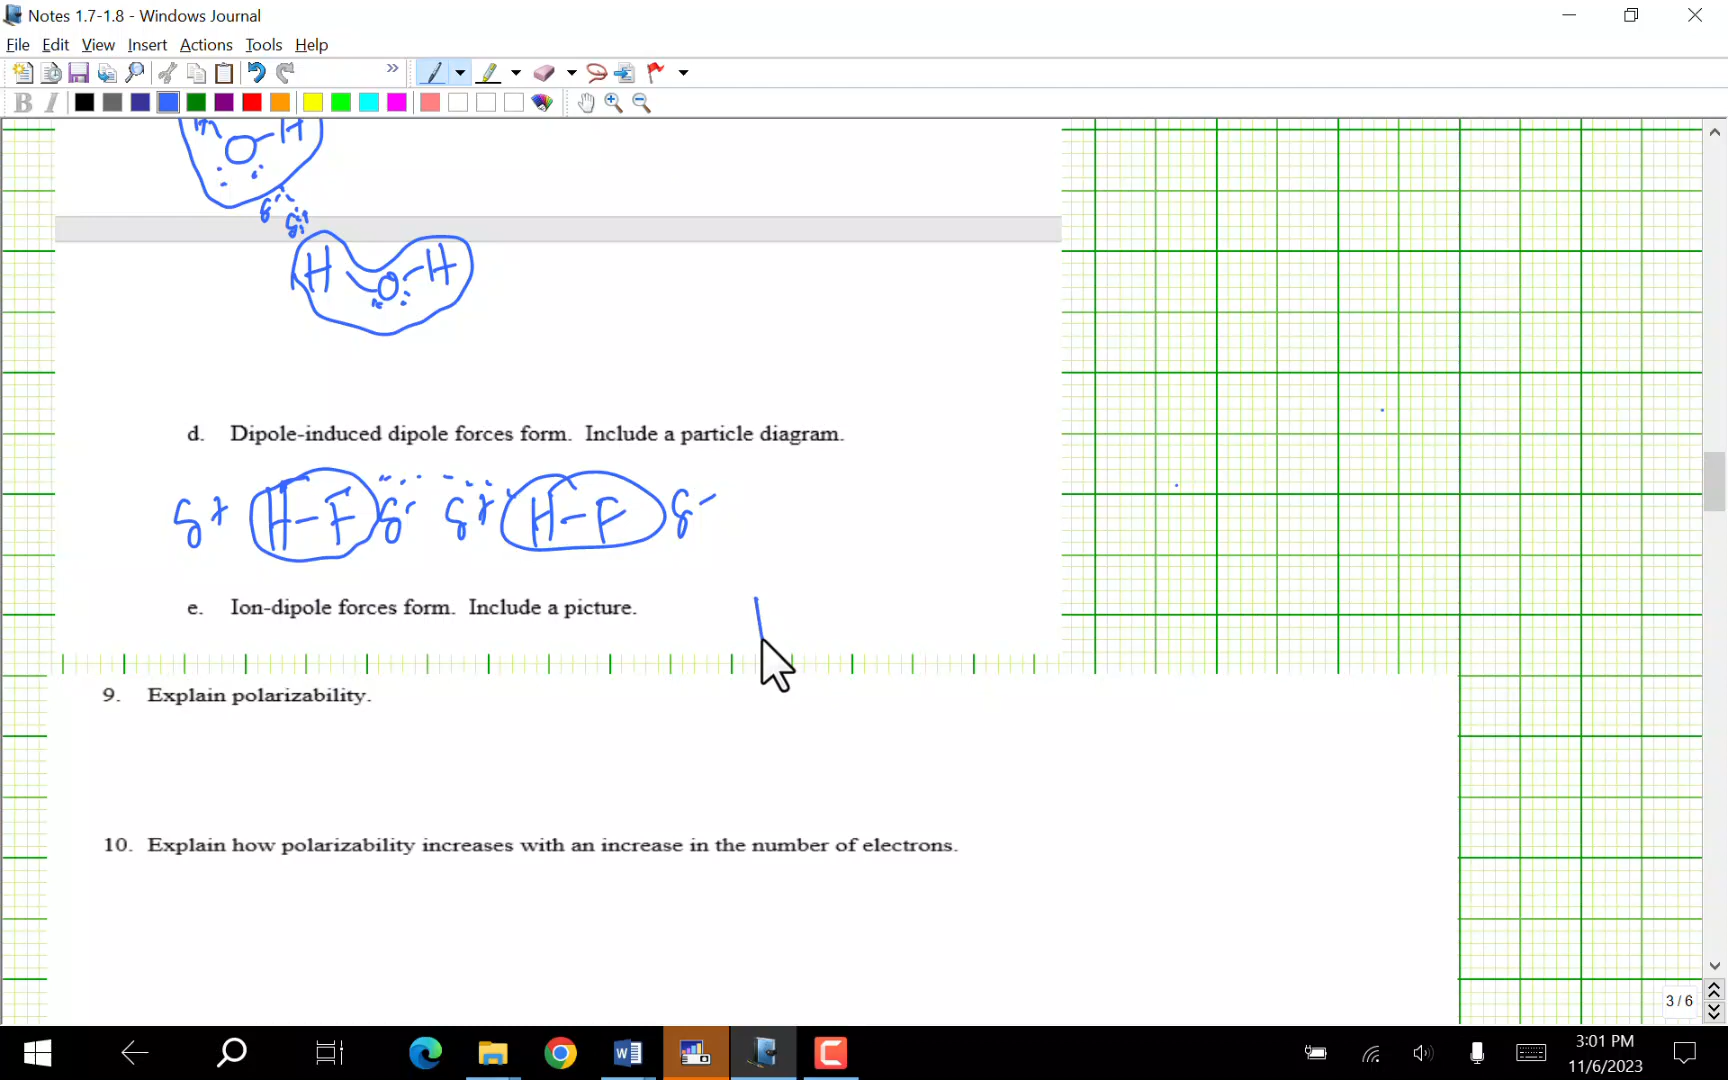 Notes 1.7-1.8 - Windows Journal
File Edit View Insert Actions Tools Help
B I
H O-H
δ-
δ+
H O-H
d. Dipole-induced dipole forces form. Include a particle diagram.
δ+ H-F δ- δ+ H-F δ-
e. Ion-dipole forces form. Include a picture.
9. Explain polarizability.
10. Explain how polarizability increases with an increase in the number of electrons.
3 / 6
3:01 PM
11/6/2023